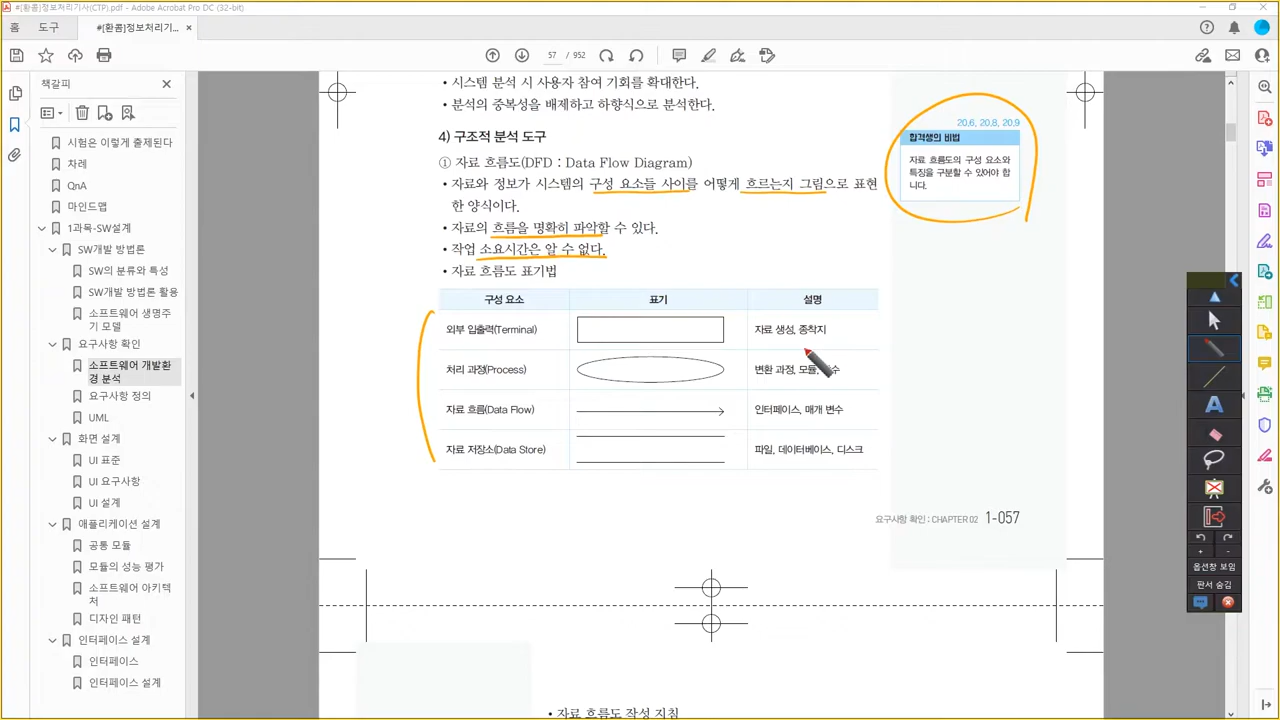 #[환콤]정보처리기사(CTP).pdf - Adobe Acrobat Pro DC (32-bit)
홈
도구
#[환콤]정보처리기... ×
57 / 952
책갈피
시험은 이렇게 출제된다
차례
QnA
마인드맵
1과목-SW설계
SW개발 방법론
SW의 분류와 특성
SW개발 방법론 활용
소프트웨어 생명주
기 모델
요구사항 확인
소프트웨어 개발환
경 분석
요구사항 정의
UML
화면 설계
UI 표준
UI 요구사항
UI 설계
애플리케이션 설계
공통 모듈
모듈의 성능 평가
소프트웨어 아키텍
처
디자인 패턴
인터페이스 설계
인터페이스
인터페이스 설계
• 시스템 분석 시 사용자 참여 기회를 확대한다.
• 분석의 중복성을 배제하고 하향식으로 분석한다.
4) 구조적 분석 도구
① 자료 흐름도(DFD : Data Flow Diagram)
• 자료와 정보가 시스템의 구성 요소들 사이를 어떻게 흐르는지 그림으로 표현
한 양식이다.
• 자료의 흐름을 명확히 파악할 수 있다.
• 작업 소요시간은 알 수 없다.
• 자료 흐름도 표기법
구성 요소 표기 설명
외부 입출력(Terminal) 자료 생성, 종착지
처리 과정(Process) 변환 과정, 모듈,
자료 흐름(Data Flow) 인터페이스, 매개 변수
자료 저장소(Data Store) 파일, 데이터베이스, 디스크
20.6, 20.8, 20.9
합격생의 비법
자료 흐름도의 구성 요소와
특징을 구분할 수 있어야 합
니다.
요구사항 확인 : CHAPTER 02 1-057
• 자료 흐름도 작성 지침
A
옵션창 보임
판서 숨김